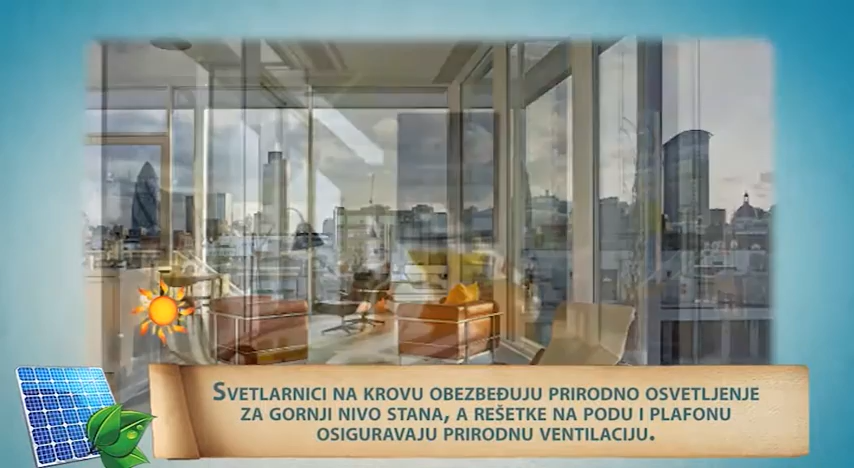 Svetlarnici na krovu obezbeđuju prirodno osvetljenje
za gornji nivo stana, a rešetke na podu i plafonu
osiguravaju prirodnu ventilaciju.